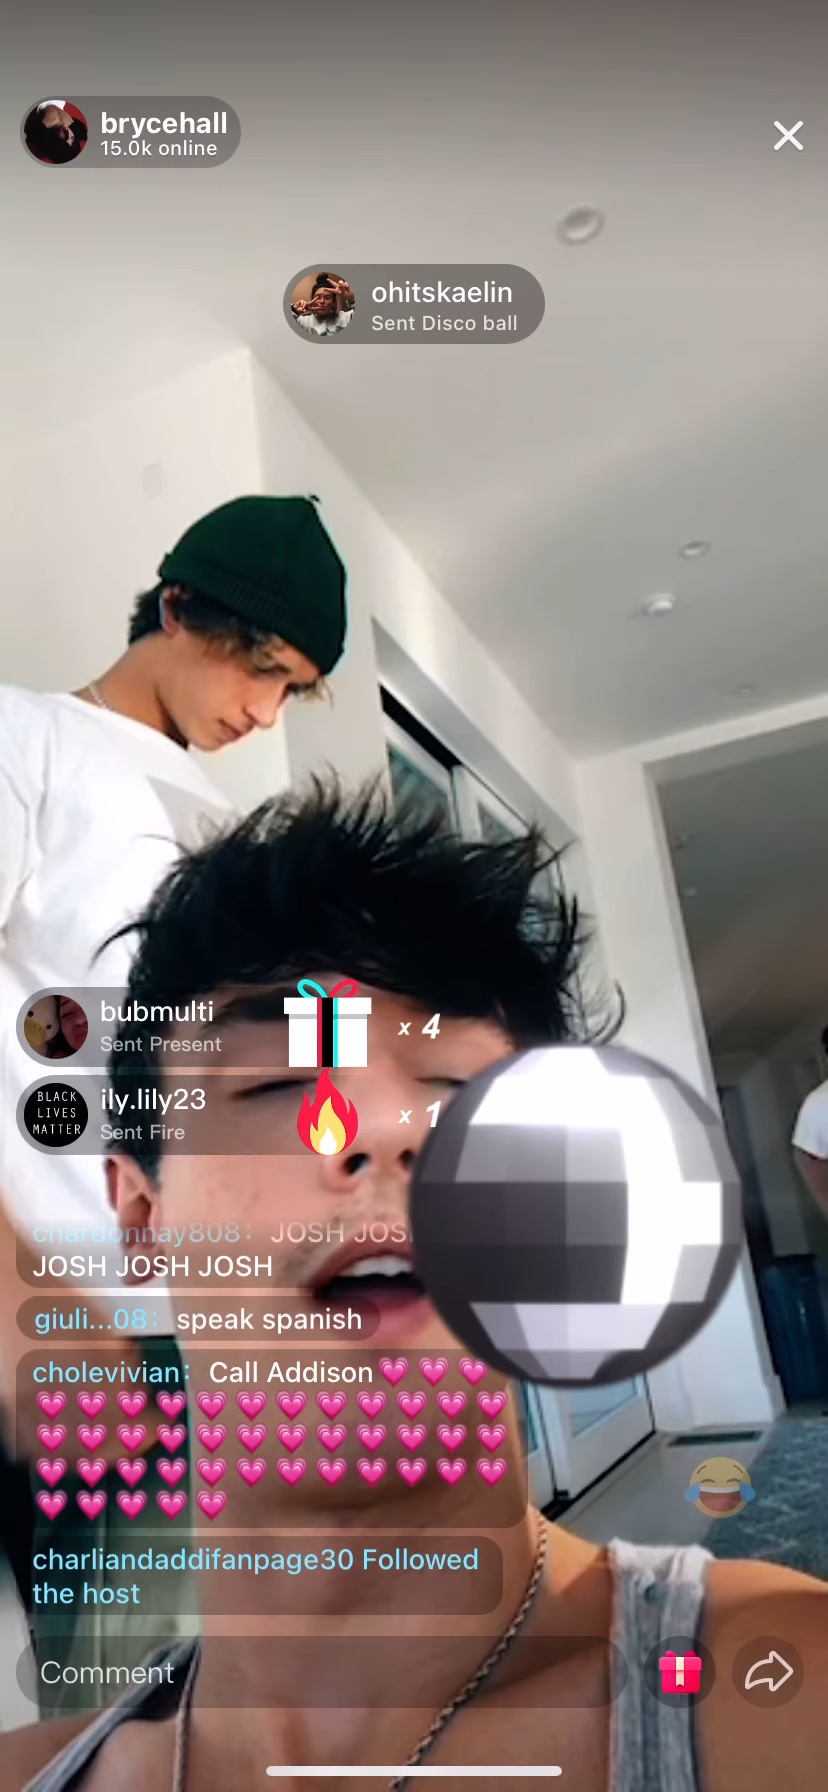 brycehall
15.0k online
ohitskaelin
Sent Disco ball
bubmulti
Sent Present
x 4
BLACK
LIVES
MATTER
ily.lily23
Sent Fire
x 1
chardonnay808: JOSH JOS
JOSH JOSH JOSH
giuli...08: speak spanish
cholevivian: Call Addison💗💗💗
💗💗💗💗💗💗💗💗💗💗💗💗
💗💗💗💗💗💗💗💗💗💗💗💗
💗💗💗💗💗💗💗💗💗💗💗💗
💗💗💗💗💗
charliandaddifanpage30 Followed
the host
Comment